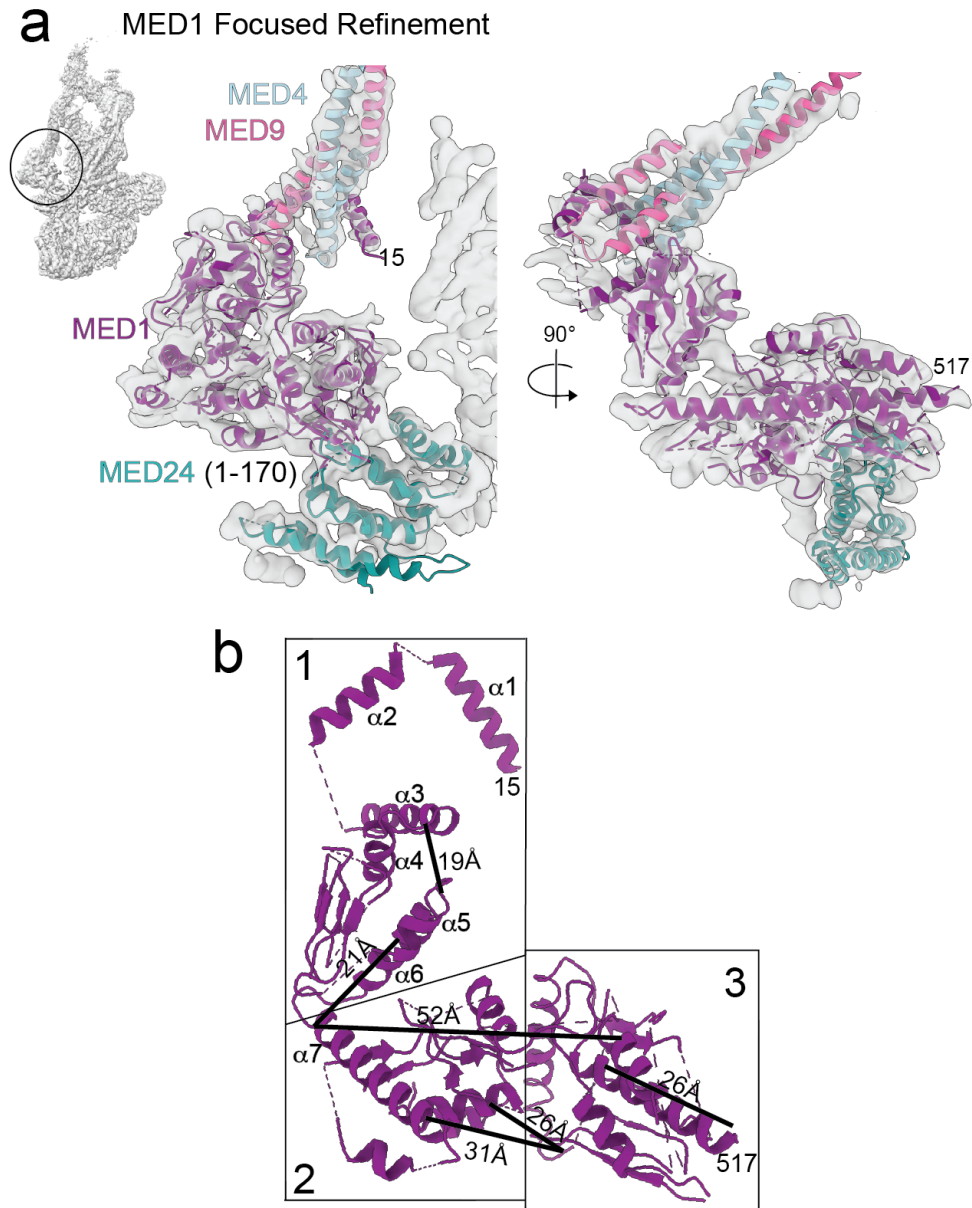 a MED1 Focused Refinement
MED4
MED9
15
MED1
MED24 (1-170)
90°
517
b
1
α1
α2
15
α3
α4
19Å
α5
21Å
α6
3
52Å
α7
26Å
26Å
31Å
517
2